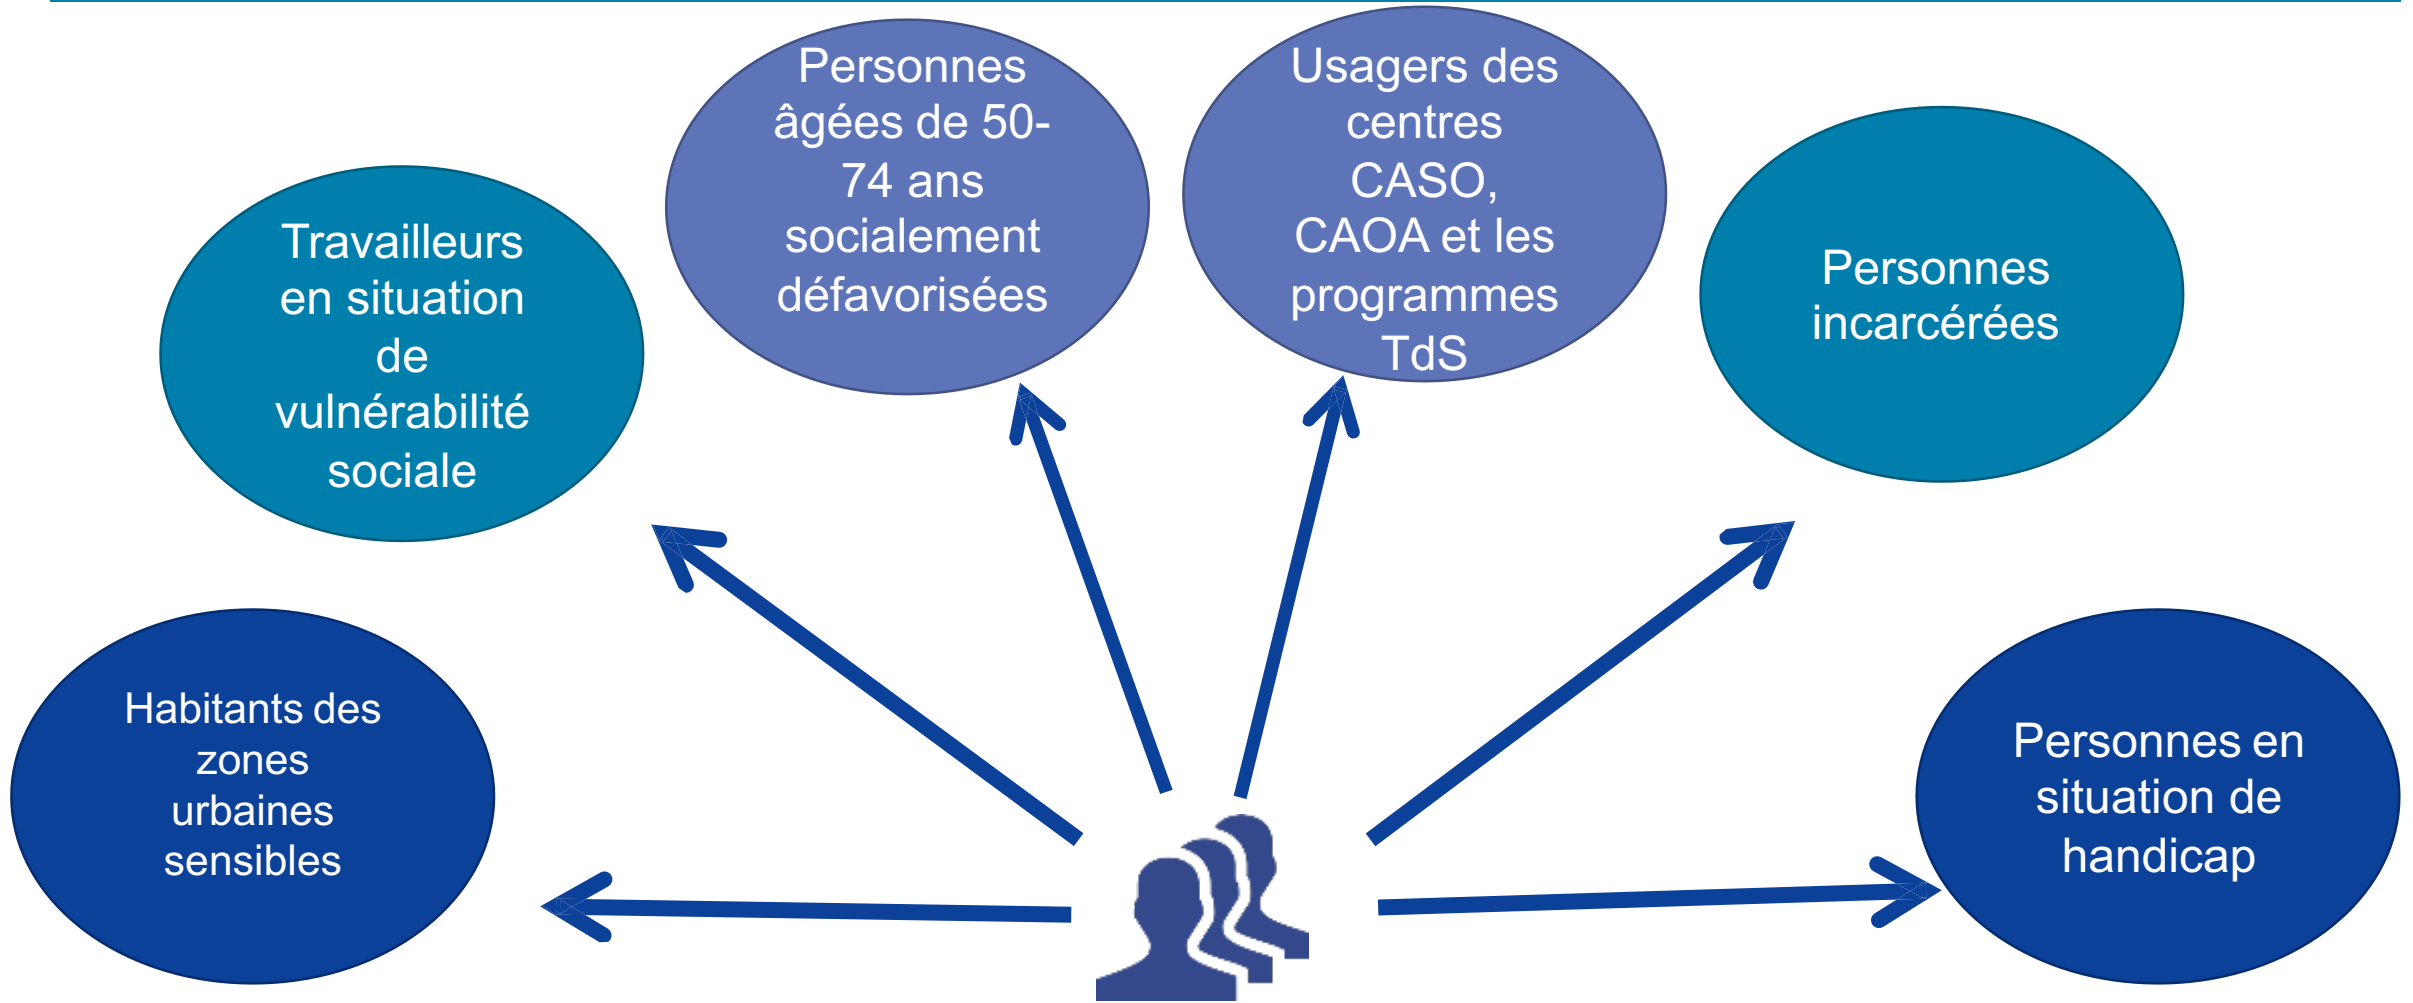 Personnes
âgées de 50-
74 ans
socialement
défavorisées
Usagers des
centres
CASO,
CAOA et les
programmes
TdS
Travailleurs
en situation
de
vulnérabilité
sociale
Personnes
incarcérées
Habitants des
zones
urbaines
sensibles
Personnes en
situation de
handicap